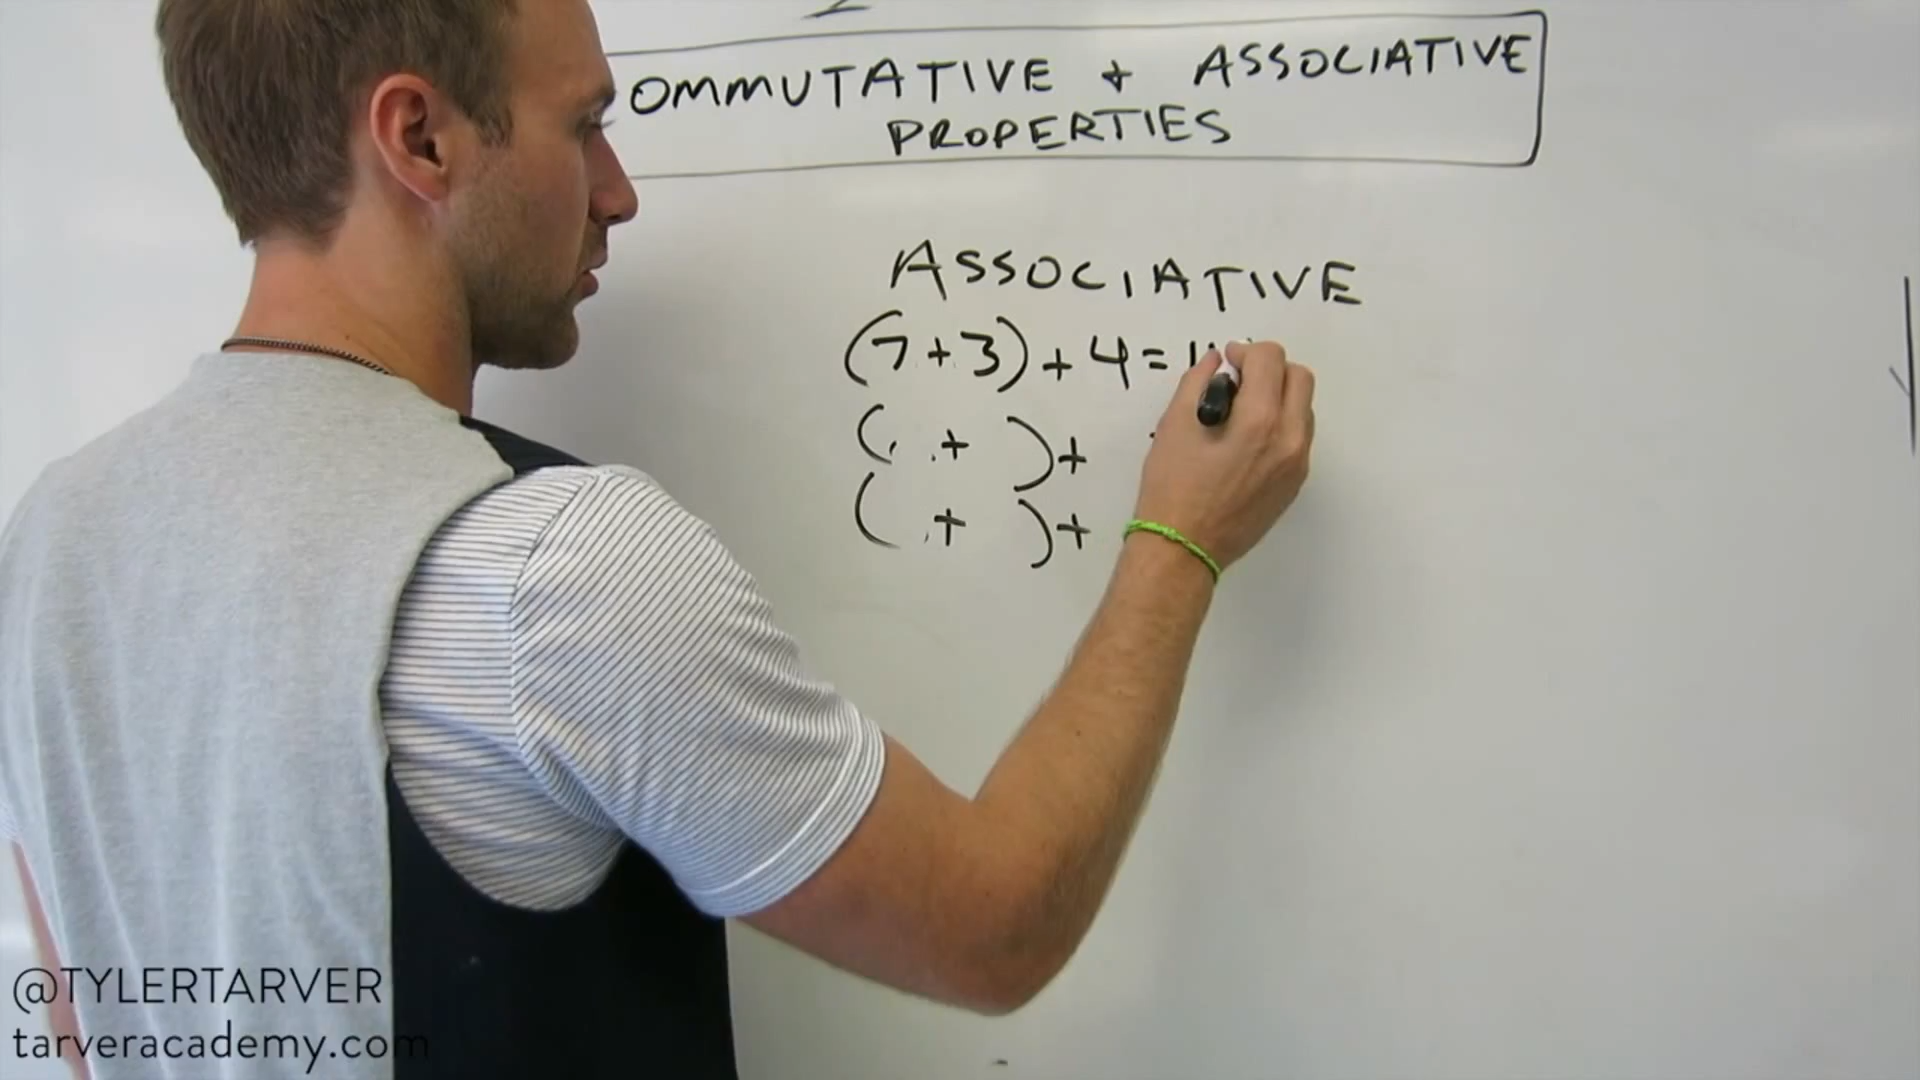 OMMUTATIVE + ASSOCIATIVE
PROPERTIES
ASSOCIATIVE
(7+3)+4=
( + )+
( + )+
@TYLERTARVER
tarveracademy.com